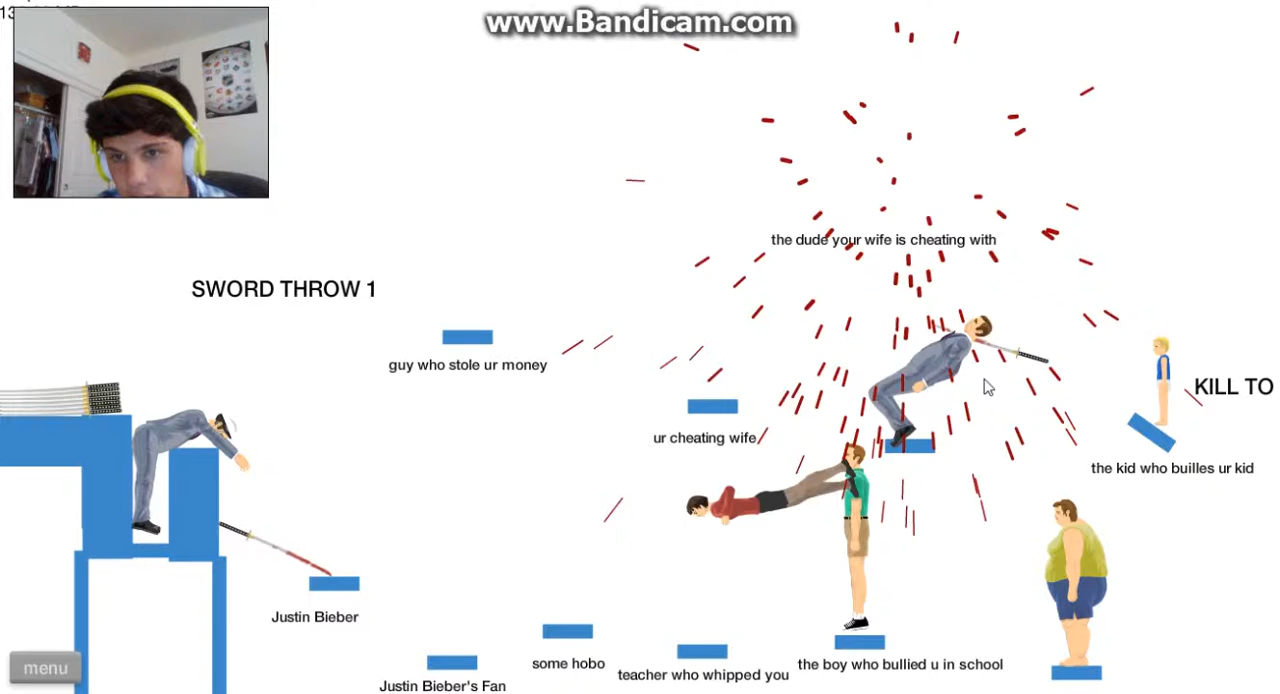 www.Bandicam.com
the dude your wife is cheating with
SWORD THROW 1
guy who stole ur money
KILL TO
ur cheating wife
the kid who builles ur kid
Justin Bieber
menu
some hobo
the boy who bullied u in school
teacher who whipped you
Justin Bieber's Fan